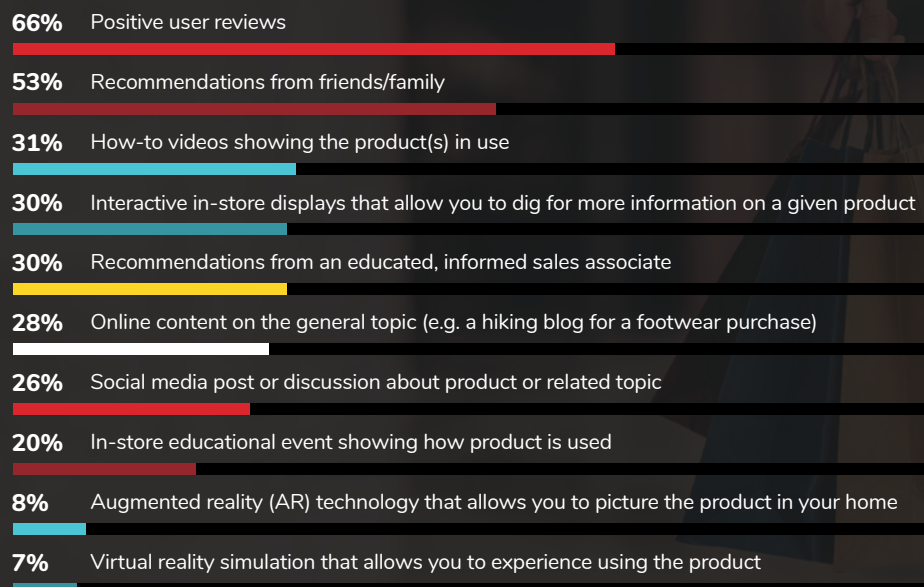 66% Positive user reviews
53% Recommendations from friends/family
31% How-to videos showing the product(s) in use
30% Interactive in-store displays that allow you to dig for more information on a given product
30% Recommendations from an educated, informed sales associate
28% Online content on the general topic (e.g. a hiking blog for a footwear purchase)
26% Social media post or discussion about product or related topic
20% In-store educational event showing how product is used
8% Augmented reality (AR) technology that allows you to picture the product in your home
7% Virtual reality simulation that allows you to experience using the product